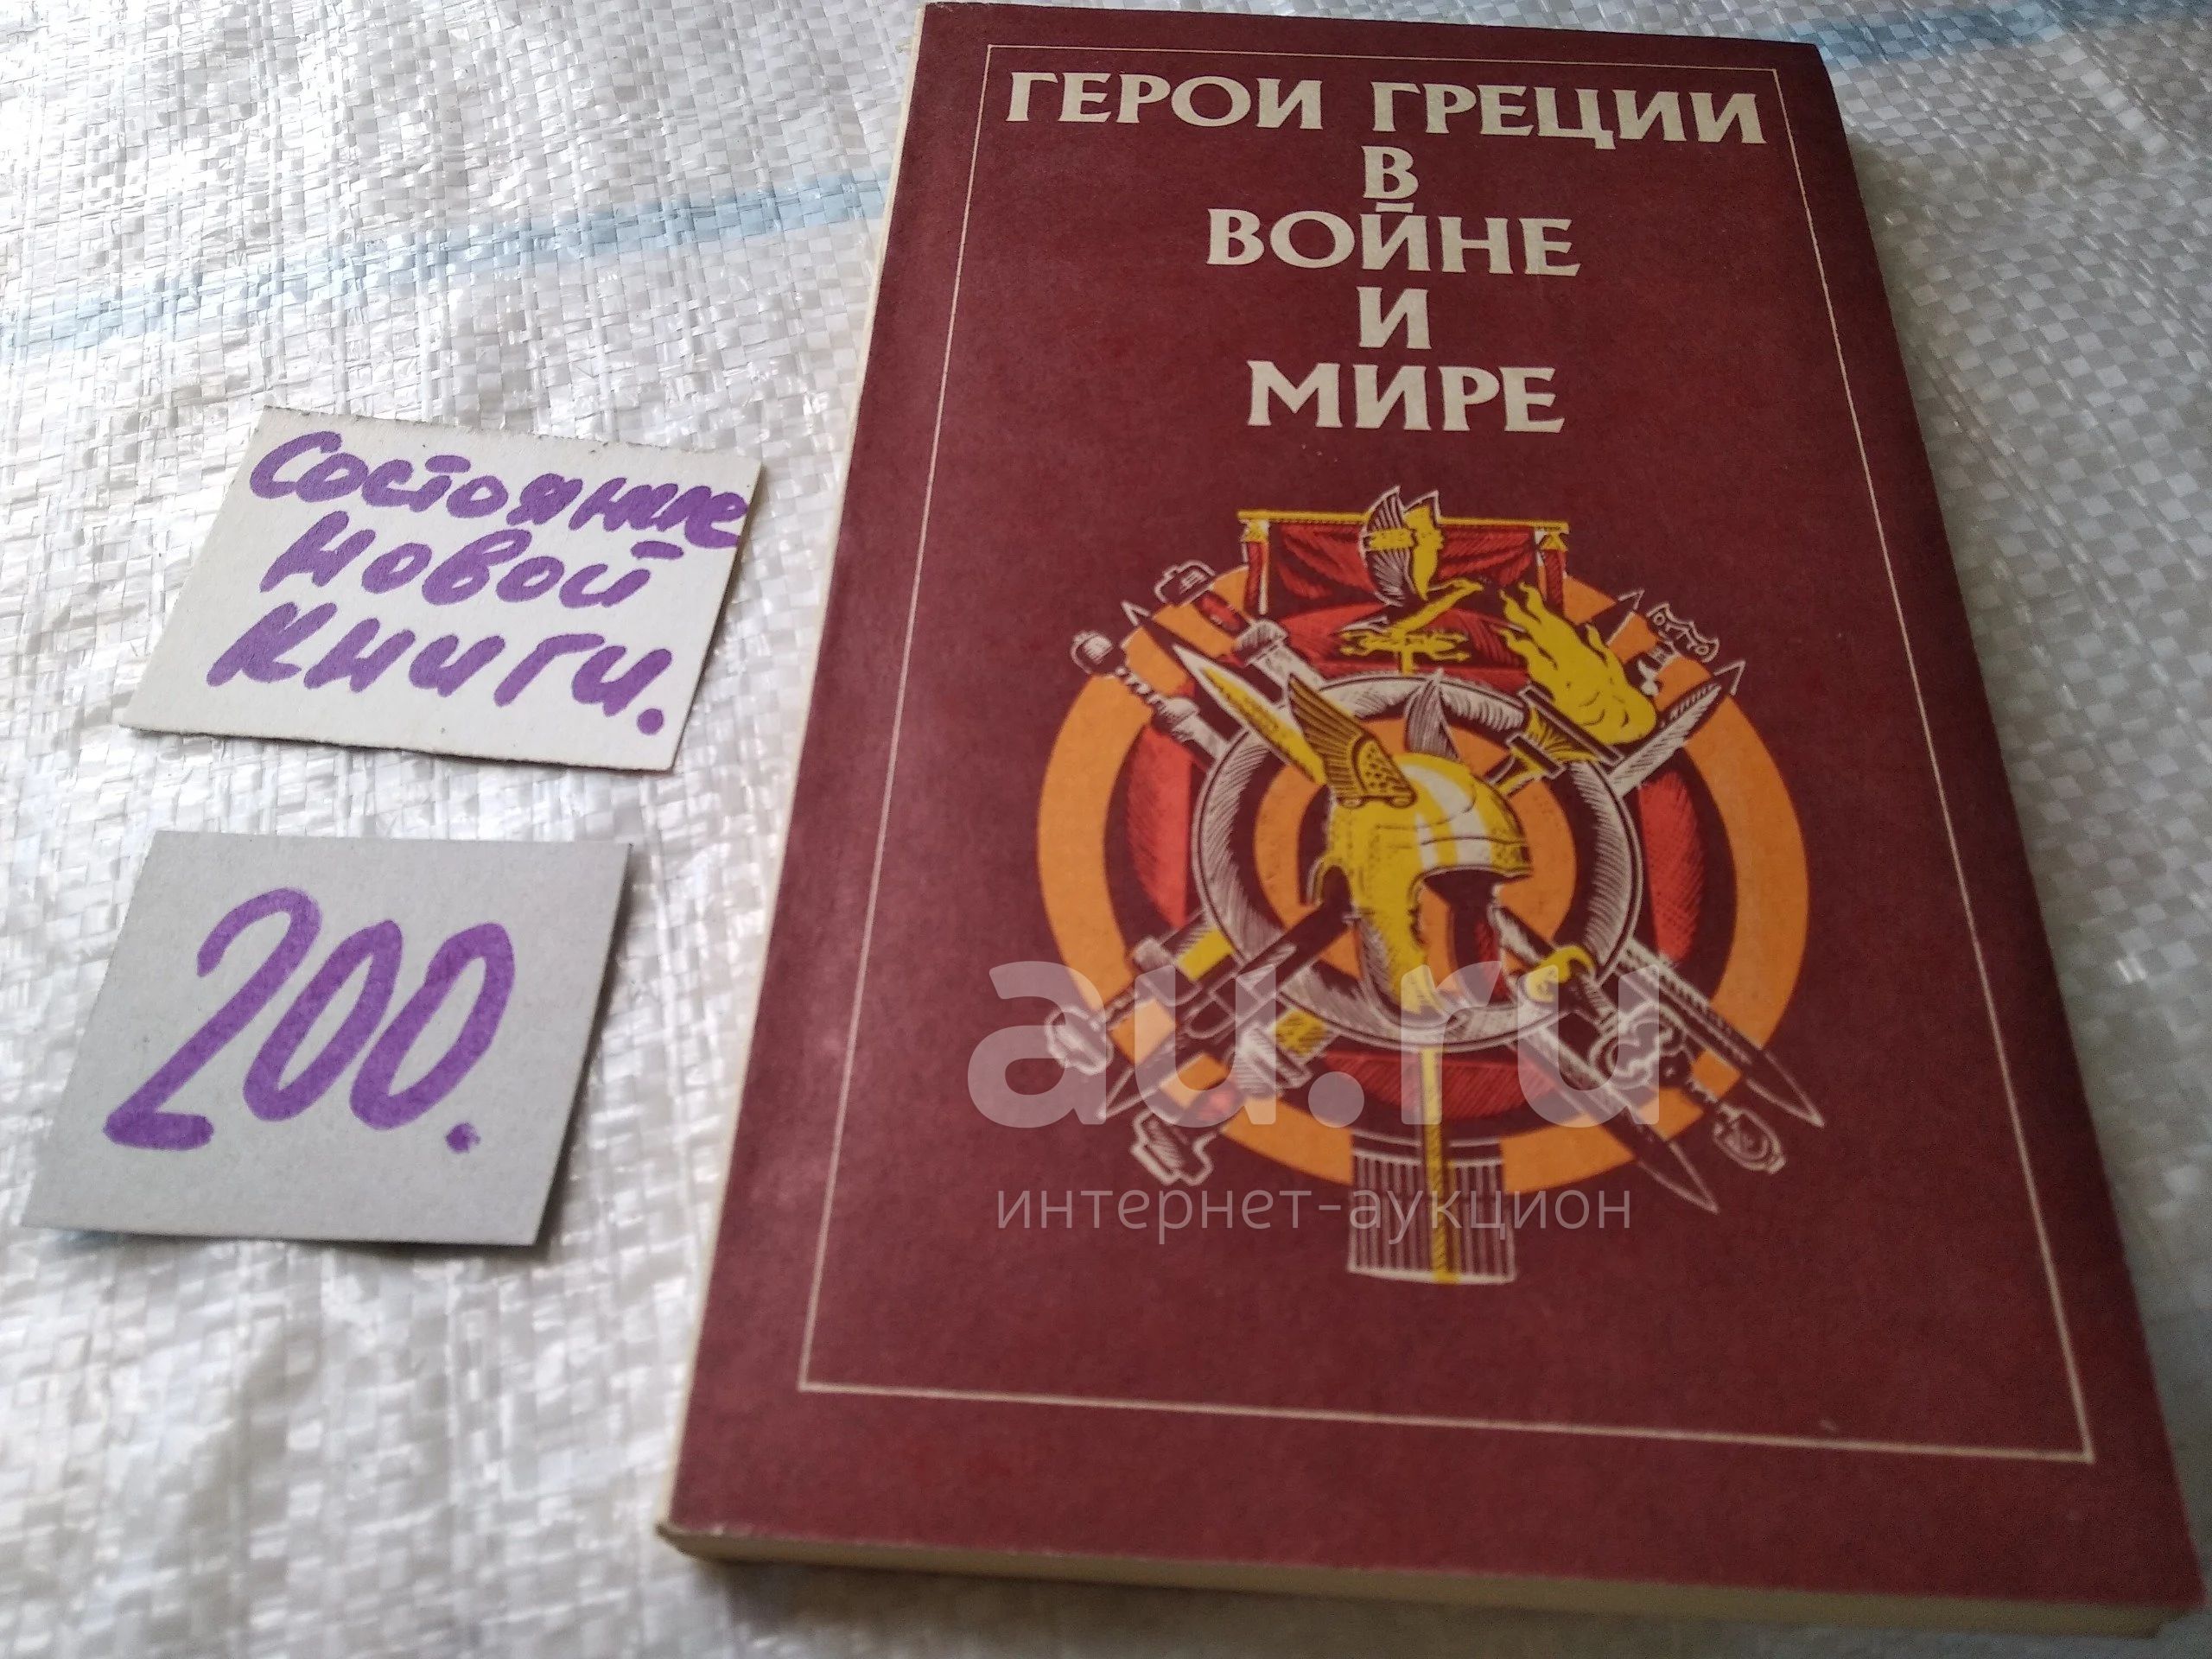 ГЕРОИ ГРЕЦИИ
В
ВОЙНЕ
И
МИРЕ
Состояние
новой
книги.
200.
au.ru
интернет-аукцион